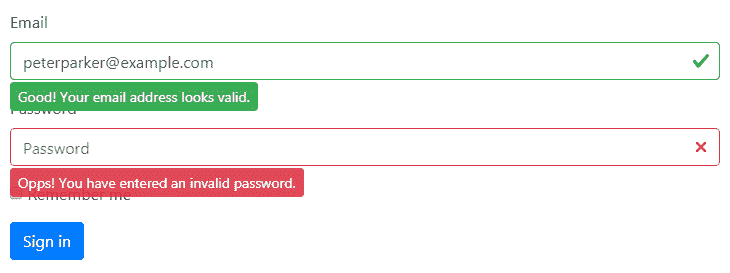 Email
peterparker@example.com
Good! Your email address looks valid.
Password
Password
Opps! You have entered an invalid password.
Remember me
Sign in